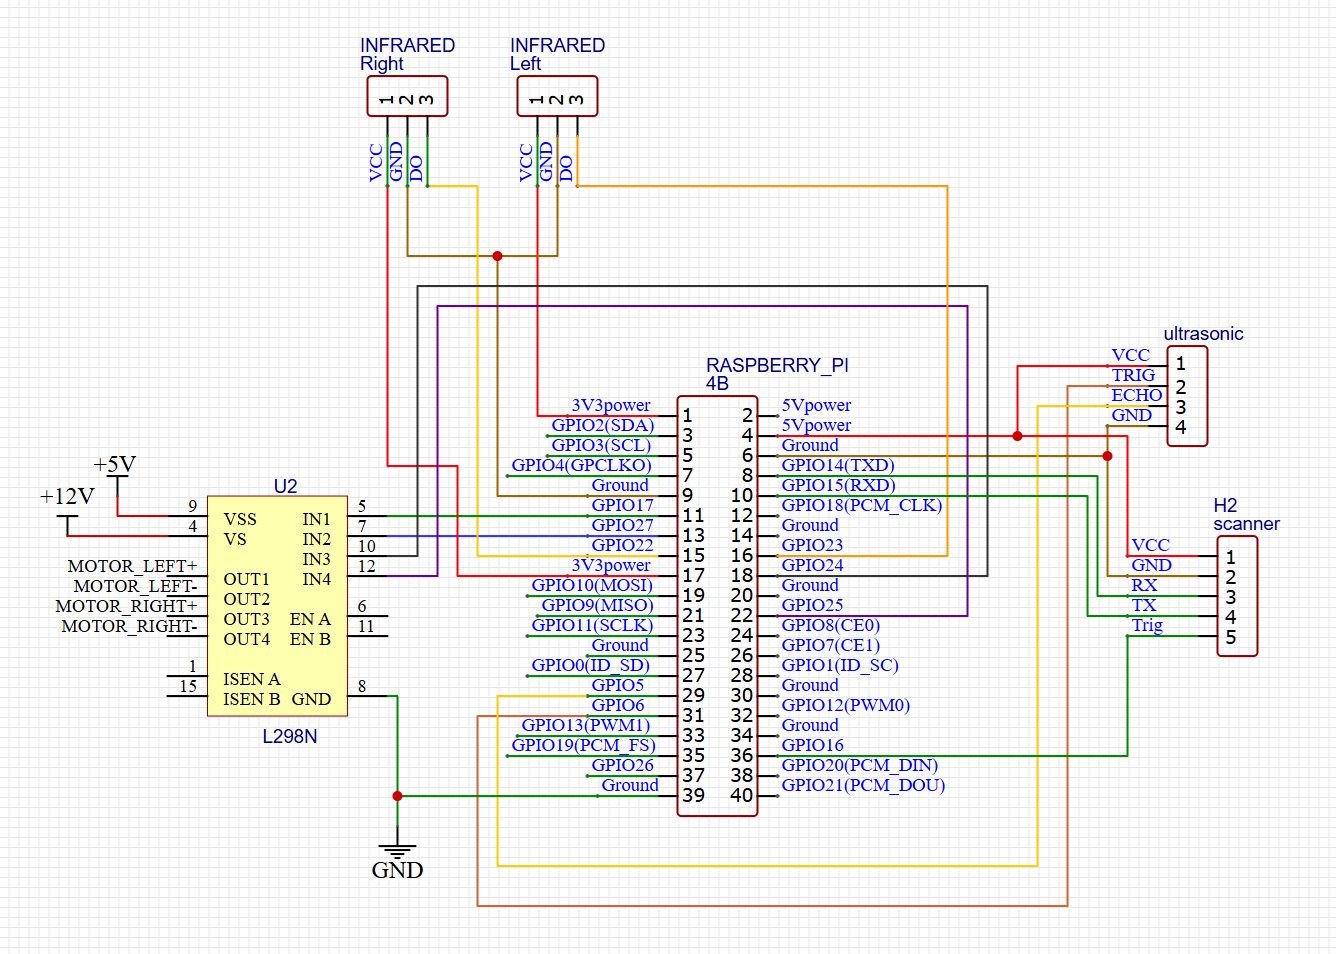 INFRARED
Right
1 2 3
VCC
GND
DO
INFRARED
Left
1 2 3
VCC
GND
DO
RASPBERRY_PI
4B
3V3power 1
GPIO2(SDA) 3
GPIO3(SCL) 5
GPIO4(GPCLKO) 7
Ground 9
GPIO17 11
GPIO27 13
GPIO22 15
3V3power 17
GPIO10(MOSI) 19
GPIO9(MISO) 21
GPIO11(SCLK) 23
Ground 25
GPIO0(ID_SD) 27
GPIO5 29
GPIO6 31
GPIO13(PWM1) 33
GPIO19(PCM_FS) 35
GPIO26 37
Ground 39
2 5Vpower
4 5Vpower
6 Ground
8 GPIO14(TXD)
10 GPIO15(RXD)
12 GPIO18(PCM_CLK)
14 Ground
16 GPIO23
18 GPIO24
20 Ground
22 GPIO25
24 GPIO8(CE0)
26 GPIO7(CE1)
28 GPIO1(ID_SC)
30 Ground
32 GPIO12(PWM0)
34 Ground
36 GPIO16
38 GPIO20(PCM_DIN)
40 GPIO21(PCM_DOU)
ultrasonic
VCC 1
TRIG 2
ECHO 3
GND 4
H2
scanner
VCC 1
GND 2
RX 3
TX 4
Trig 5
+5V
+12V
U2
9 VSS
4 VS
MOTOR_LEFT+ OUT1
MOTOR_LEFT- OUT2
MOTOR_RIGHT+ OUT3
MOTOR_RIGHT- OUT4
1 ISEN A
15 ISEN B
IN1 5
IN2 7
IN3 10
IN4 12
EN A 6
EN B 11
GND 8
L298N
GND